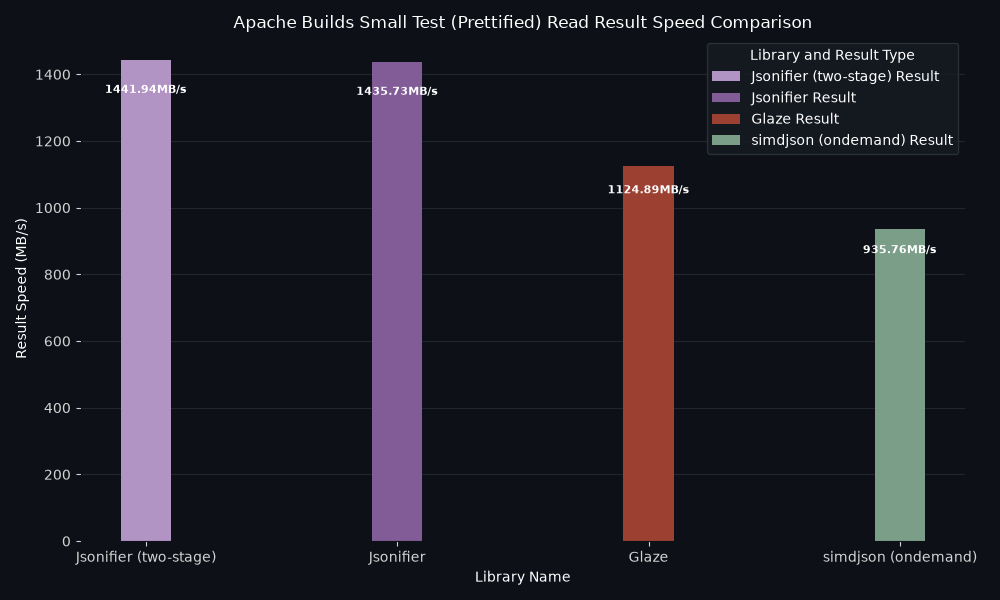 Apache Builds Small Test (Prettified) Read Result Speed Comparison
Library and Result Type
Jsonifier (two-stage) Result
Jsonifier Result
Glaze Result
simdjson (ondemand) Result
Result Speed (MB/s)
1400
1200
1000
800
600
400
200
0
1441.94MB/s
1435.73MB/s
1124.89MB/s
935.76MB/s
Jsonifier (two-stage)
Jsonifier
Glaze
simdjson (ondemand)
Library Name